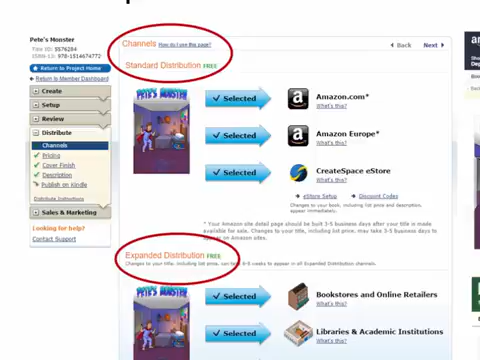 Pete's Monster
Title ID: 5576284
ISBN-13: 978-1514674772
Return to Project Home
Return to Member Dashboard
Create
Setup
Review
Distribute
Channels
Pricing
Cover Finish
Description
Publish on Kindle
Distribute Instructions
Sales & Marketing
Looking for help?
Contact Support
Channels How do I use this page?
Back Next
Standard Distribution FREE
PETE'S MONSTER
Selected
Amazon.com*
What's this?
Selected
Amazon Europe*
What's this?
Selected
CreateSpace eStore
What's this?
eStore Setup Discount Codes
Changes to your book, including list price and description, appear immediately.
* Your Amazon site detail page should be built 3-5 business days after your title is made
available for sale. Changes to your title, including list price, may take 3-5 business days to
appear on Amazon sites.
Expanded Distribution FREE
Changes to your title, including list price, can take 6-8 weeks to appear in all Expanded Distribution channels.
PETE'S MONSTER
Selected
Bookstores and Online Retailers
What's this?
Selected
Libraries & Academic Institutions
What's this?